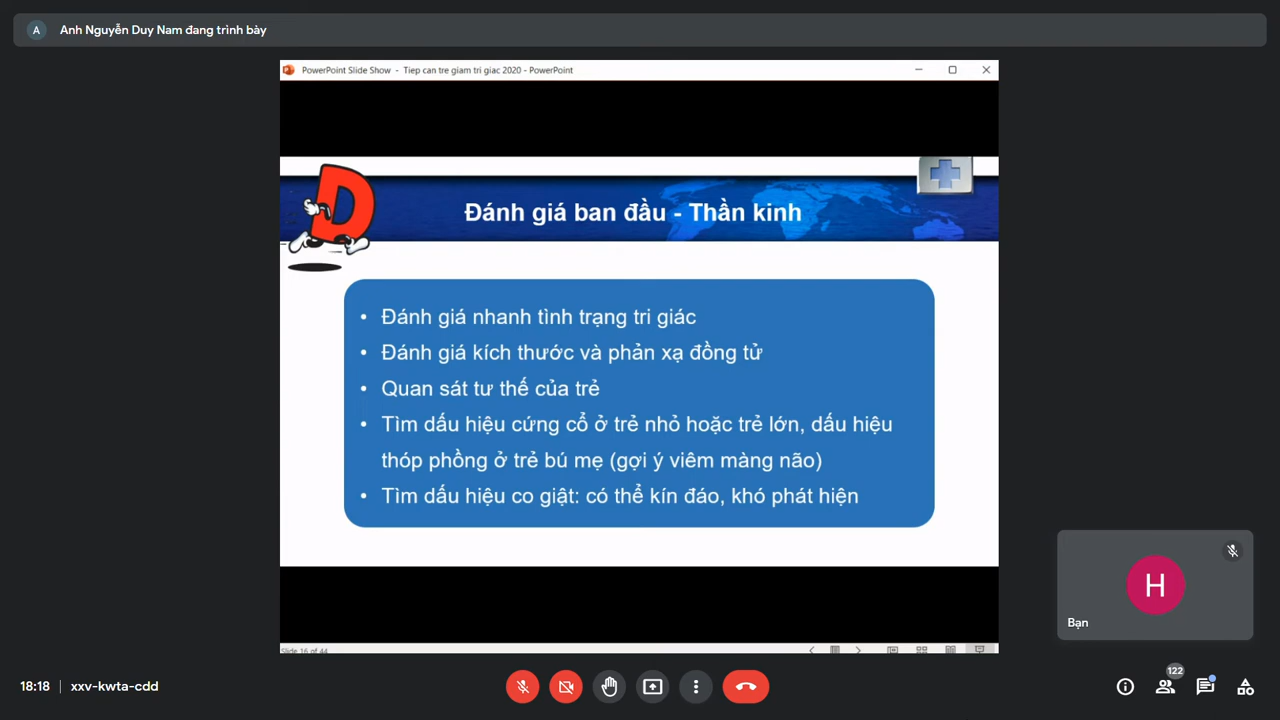 A
Anh Nguyễn Duy Nam đang trình bày
PowerPoint Slide Show - Tiep can tre giam tri giac 2020 - PowerPoint
D
Đánh giá ban đầu - Thần kinh
• Đánh giá nhanh tình trạng tri giác
• Đánh giá kích thước và phản xạ đồng tử
• Quan sát tư thế của trẻ
• Tìm dấu hiệu cứng cổ ở trẻ nhỏ hoặc trẻ lớn, dấu hiệu
thóp phồng ở trẻ bú mẹ (gợi ý viêm màng não)
• Tìm dấu hiệu co giật: có thể kín đáo, khó phát hiện
Slide 16 of 44
H
Bạn
18:18 | xxv-kwta-cdd
122